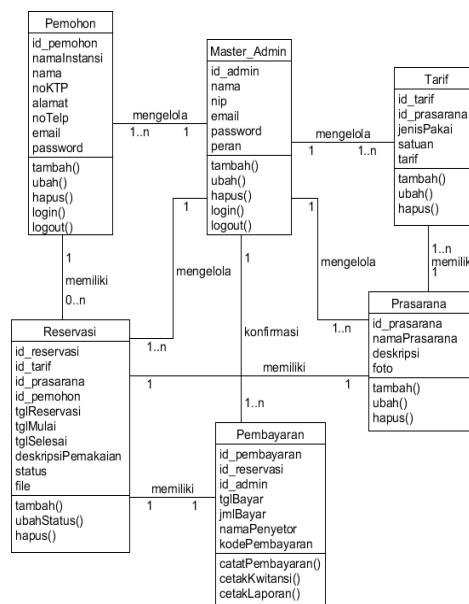 Pemohon
id_pemohon
namaInstansi
nama
noKTP
alamat
noTelp
email
password
tambah()
ubah()
hapus()
login()
logout()
mengelola
1..n
1
Master_Admin
id_admin
nama
nip
email
password
peran
tambah()
ubah()
hapus()
login()
logout()
mengelola
1
1..n
Tarif
id_tarif
id_prasarana
jenisPakai
satuan
tarif
tambah()
ubah()
hapus()
1
memiliki
0..n
1
mengelola
1..n
1
konfirmasi
1..n
1
mengelola
1..n
1..n
memiliki
1
Reservasi
id_reservasi
id_tarif
id_prasarana
id_pemohon
tglReservasi
tglMulai
tglSelesai
deskripsiPemakaian
status
file
tambah()
ubahStatus()
hapus()
memiliki
1
1
Prasarana
id_prasarana
namaPrasarana
deskripsi
foto
tambah()
ubah()
hapus()
memiliki
1
1
Pembayaran
id_pembayaran
id_reservasi
id_admin
tglBayar
jmlBayar
namaPenyetor
kodePembayaran
catatPembayaran()
cetakKwitansi()
cetakLaporan()